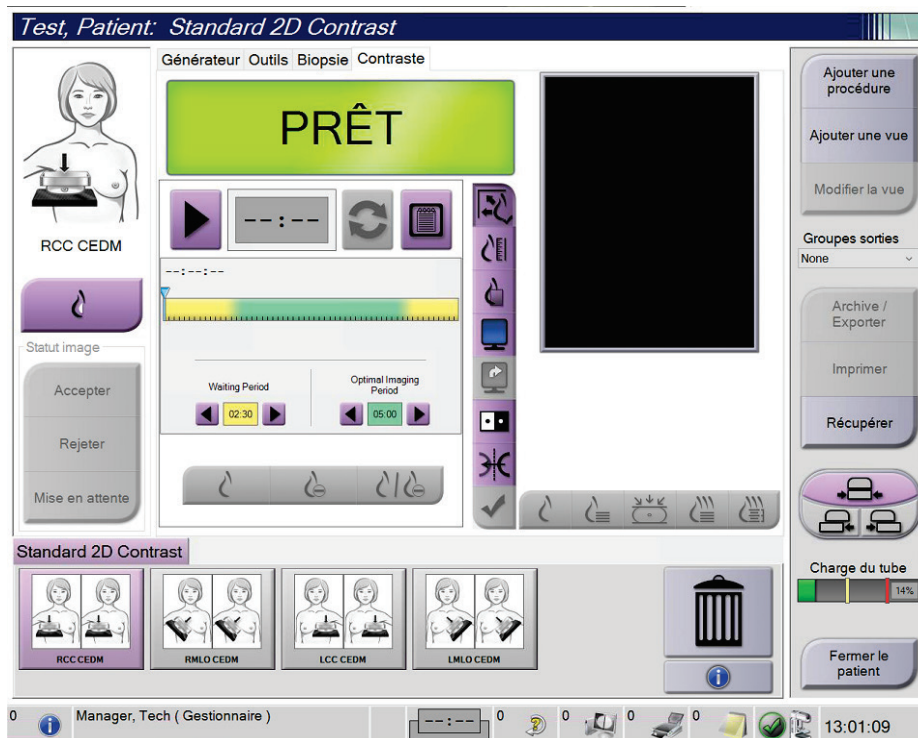 Test, Patient: Standard 2D Contrast
Générateur Outils Biopsie Contraste
PRÊT
RCC CEDM
--:--
--:--:--
Waiting Period
02:30
Optimal Imaging
Period
05:00
Statut image
Accepter
Rejeter
Mise en attente
Ajouter une
procédure
Ajouter une vue
Modifier la vue
Groupes sorties
None
Archive /
Exporter
Imprimer
Récupérer
Charge du tube
14%
Fermer le
patient
Standard 2D Contrast
RCC CEDM
RMLO CEDM
LCC CEDM
LMLO CEDM
0 Manager, Tech ( Gestionnaire ) --:-- 0 0 0 0 13:01:09